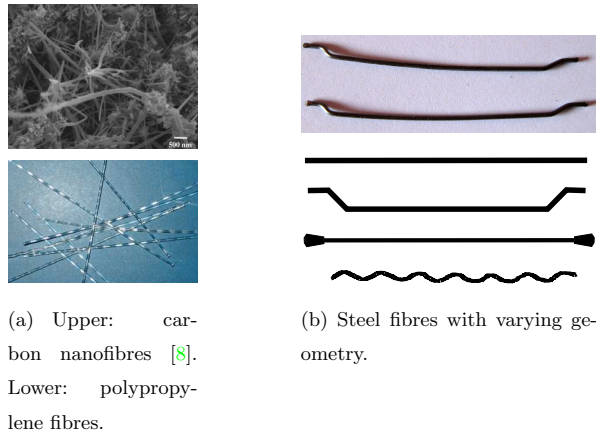 500 nm
(a) Upper: car-
bon nanofibres [8].
Lower: polypropy-
lene fibres.
(b) Steel fibres with varying ge-
ometry.